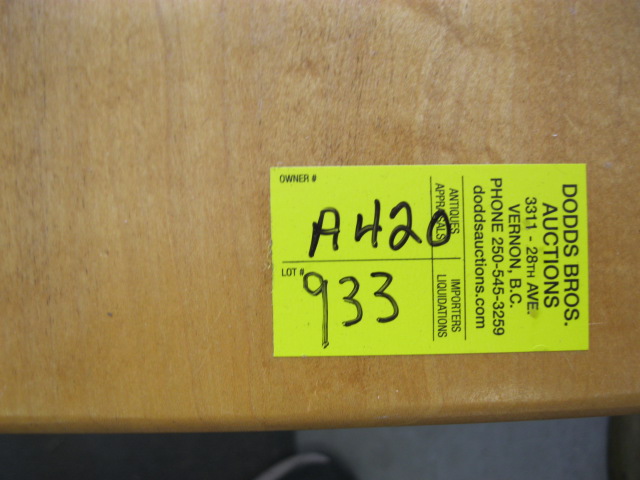 DODDS BROS.
AUCTIONS
3311 - 28TH AVE.
VERNON, B.C.
PHONE 250-545-3259
doddsauctions.com
ANTIQUES IMPORTERS
APPRAISALS LIQUIDATIONS
OWNER #
A420
LOT #
933